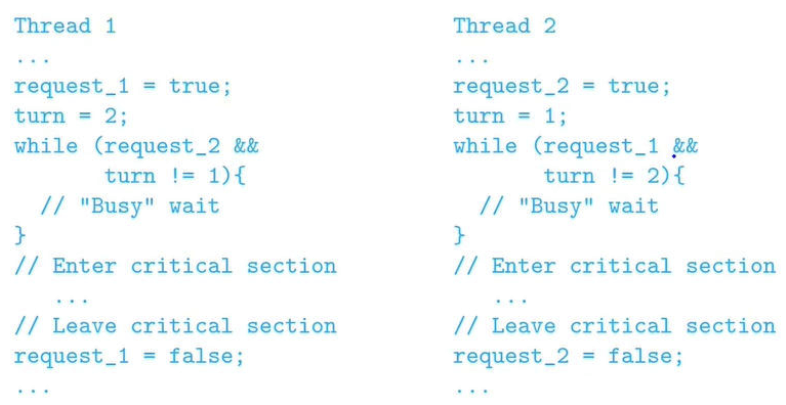 Thread 1
...
request_1 = true;
turn = 2;
while (request_2 &&
turn != 1){
// "Busy" wait
}
// Enter critical section
...
// Leave critical section
request_1 = false;
...
Thread 2
...
request_2 = true;
turn = 1;
while (request_1 &&
turn != 2){
// "Busy" wait
}
// Enter critical section
...
// Leave critical section
request_2 = false;
...